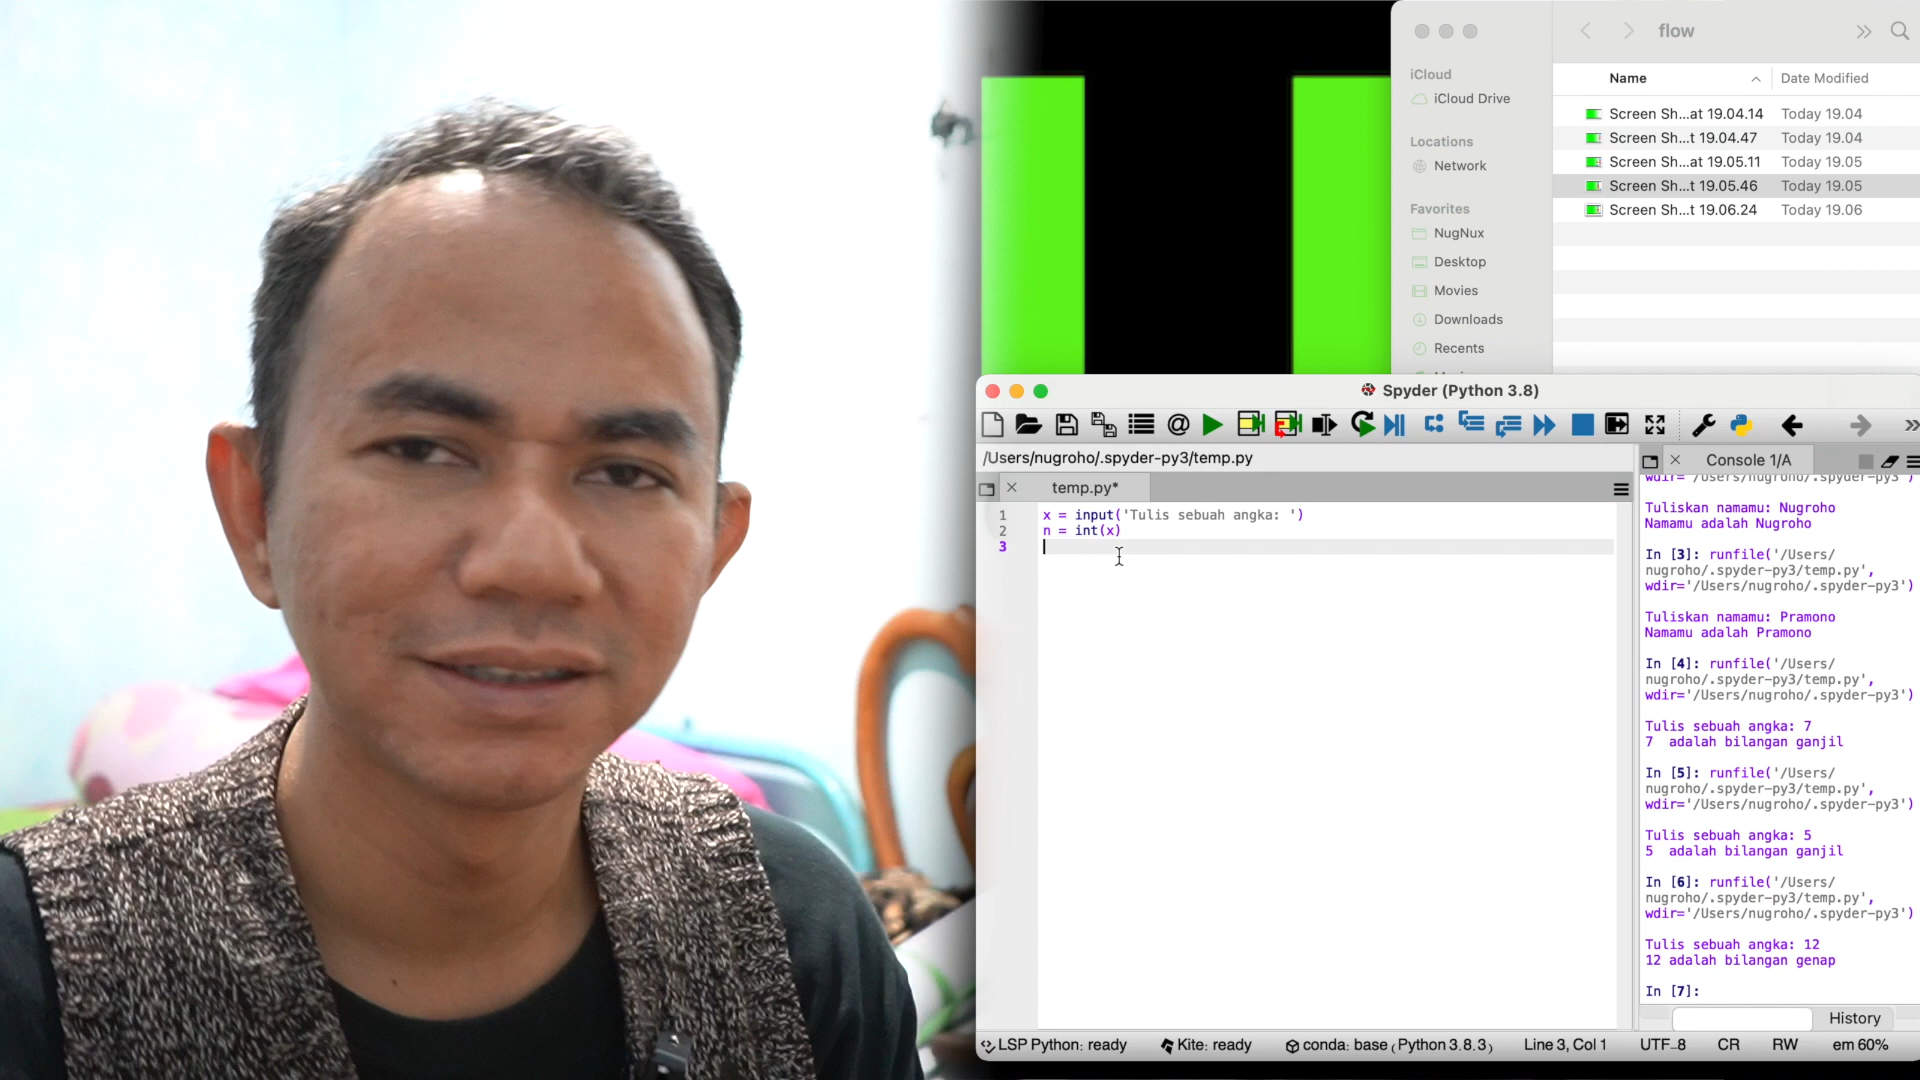 flow
iCloud
iCloud Drive
Locations
Network
Favorites
NugNux
Desktop
Movies
Downloads
Recents
Name
Date Modified
Screen Sh...at 19.04.14 Today 19.04
Screen Sh...t 19.04.47 Today 19.04
Screen Sh...at 19.05.11 Today 19.05
Screen Sh...t 19.05.46 Today 19.05
Screen Sh...t 19.06.24 Today 19.06
Spyder (Python 3.8)
/Users/nugroho/.spyder-py3/temp.py
temp.py*
1 x = input('Tulis sebuah angka: ')
2 n = int(x)
3
Console 1/A
wdir='/Users/nugroho/.spyder-py3')
Tuliskan namamu: Nugroho
Namamu adalah Nugroho
In [3]: runfile('/Users/
nugroho/.spyder-py3/temp.py',
wdir='/Users/nugroho/.spyder-py3')
Tuliskan namamu: Pramono
Namamu adalah Pramono
In [4]: runfile('/Users/
nugroho/.spyder-py3/temp.py',
wdir='/Users/nugroho/.spyder-py3')
Tulis sebuah angka: 7
7  adalah bilangan ganjil
In [5]: runfile('/Users/
nugroho/.spyder-py3/temp.py',
wdir='/Users/nugroho/.spyder-py3')
Tulis sebuah angka: 5
5  adalah bilangan ganjil
In [6]: runfile('/Users/
nugroho/.spyder-py3/temp.py',
wdir='/Users/nugroho/.spyder-py3')
Tulis sebuah angka: 12
12 adalah bilangan genap
In [7]:
History
LSP Python: ready Kite: ready conda: base (Python 3.8.3) Line 3, Col 1 UTF-8 CR RW em 60%